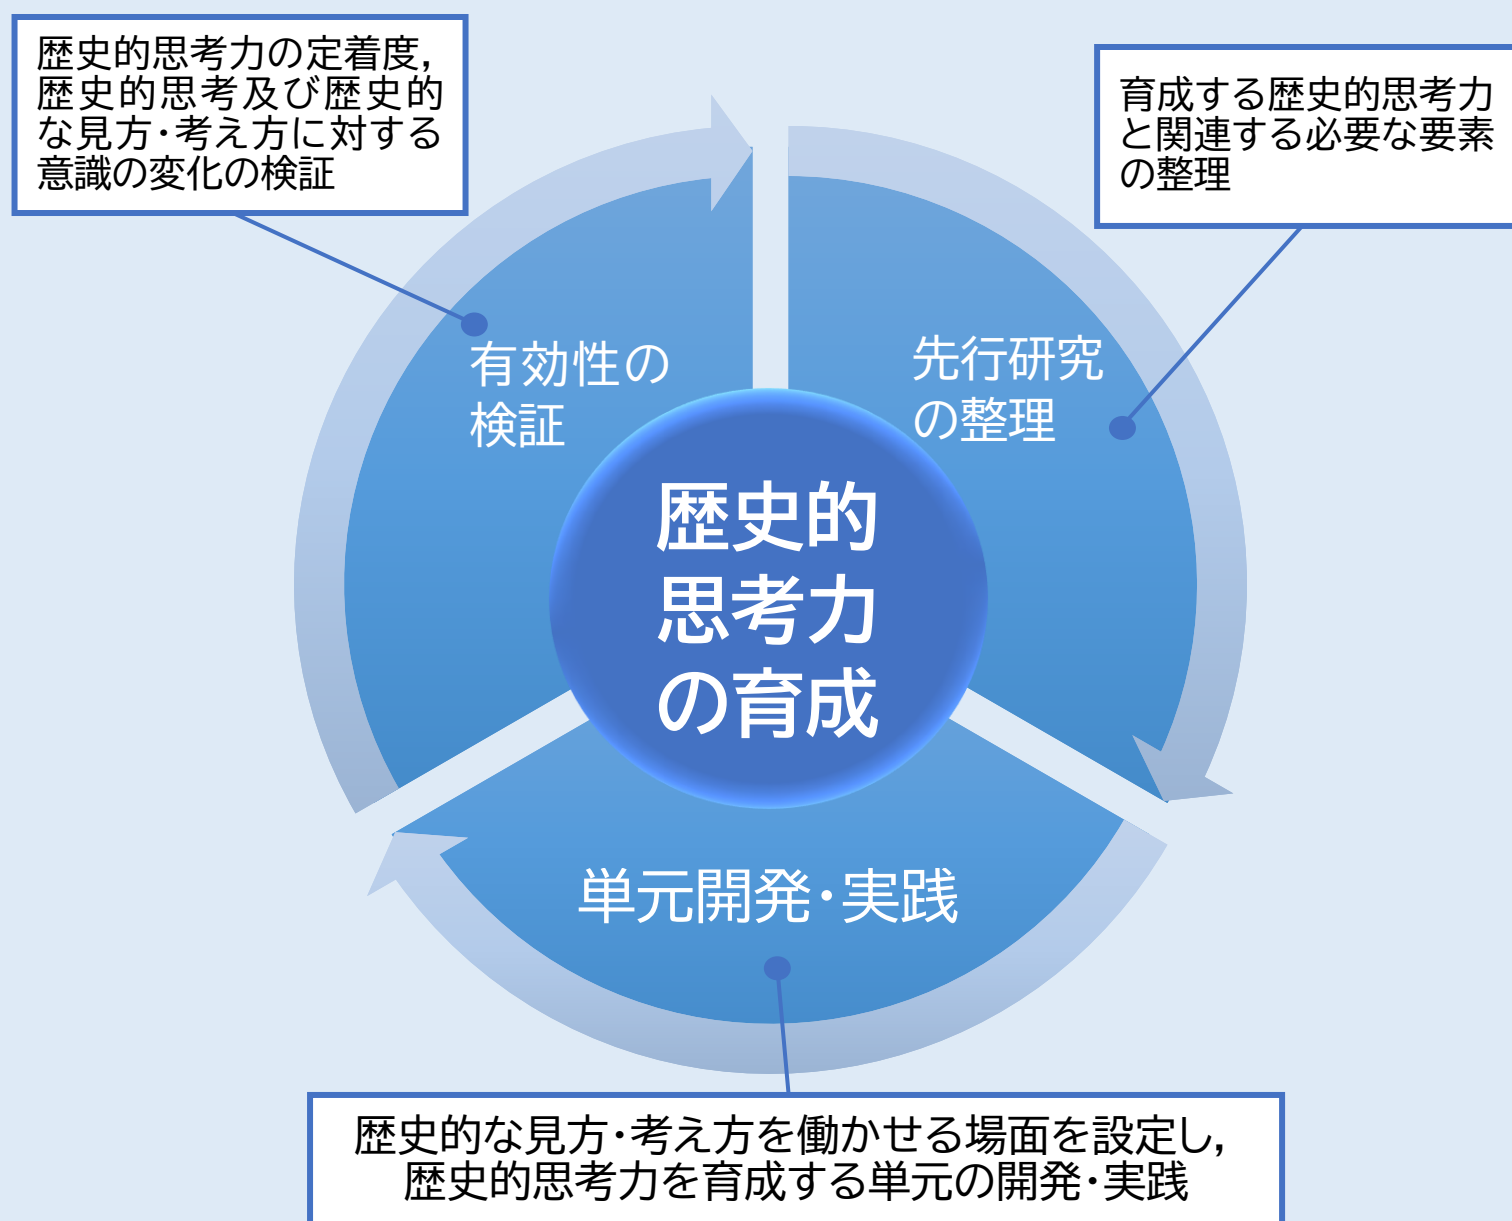 歴史的思考力の定着度，
歴史的思考及び歴史的
な見方・考え方に対する
意識の変化の検証
育成する歴史的思考力
と関連する必要な要素
の整理
有効性の
検証
先行研究
の整理
歴史的
思考力
の育成
単元開発・実践
歴史的な見方・考え方を働かせる場面を設定し，
歴史的思考力を育成する単元の開発・実践